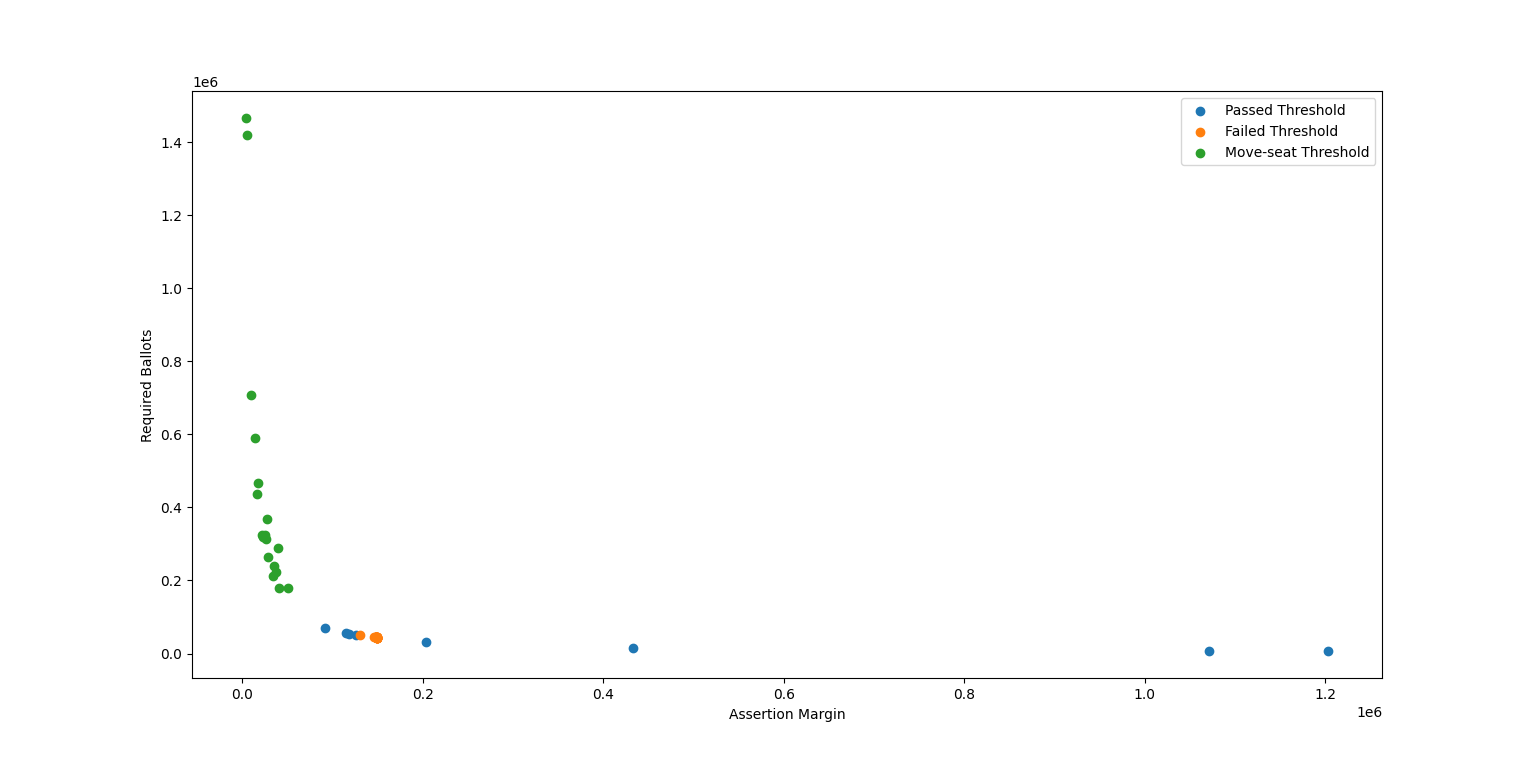 1e6
Passed Threshold
Failed Threshold
Move-seat Threshold
1.4
1.2
1.0
0.8
0.6
0.4
0.2
0.0
Required Ballots
0.0 0.2 0.4 0.6 0.8 1.0 1.2
Assertion Margin
1e6